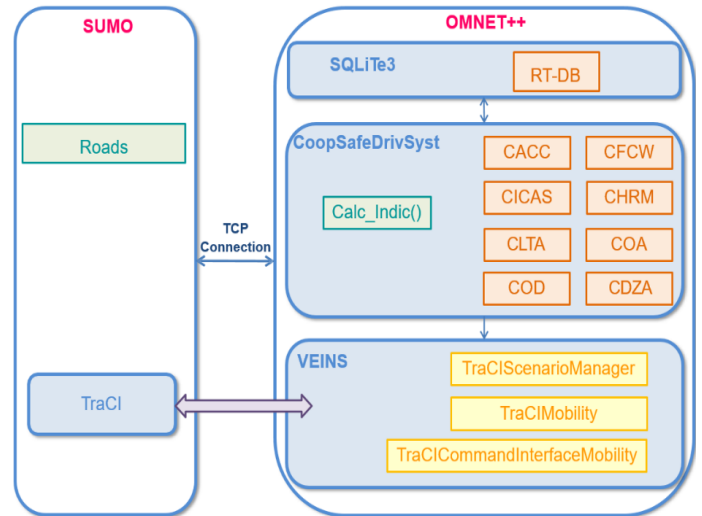 SUMO
Roads
TraCI
TCP
Connection
OMNET++
SQLiTe3
RT-DB
CoopSafeDrivSyst
Calc_Indic()
CACC
CFCW
CICAS
CHRM
CLTA
COA
COD
CDZA
VEINS
TraCIScenarioManager
TraCIMobility
TraCICommandInterfaceMobility